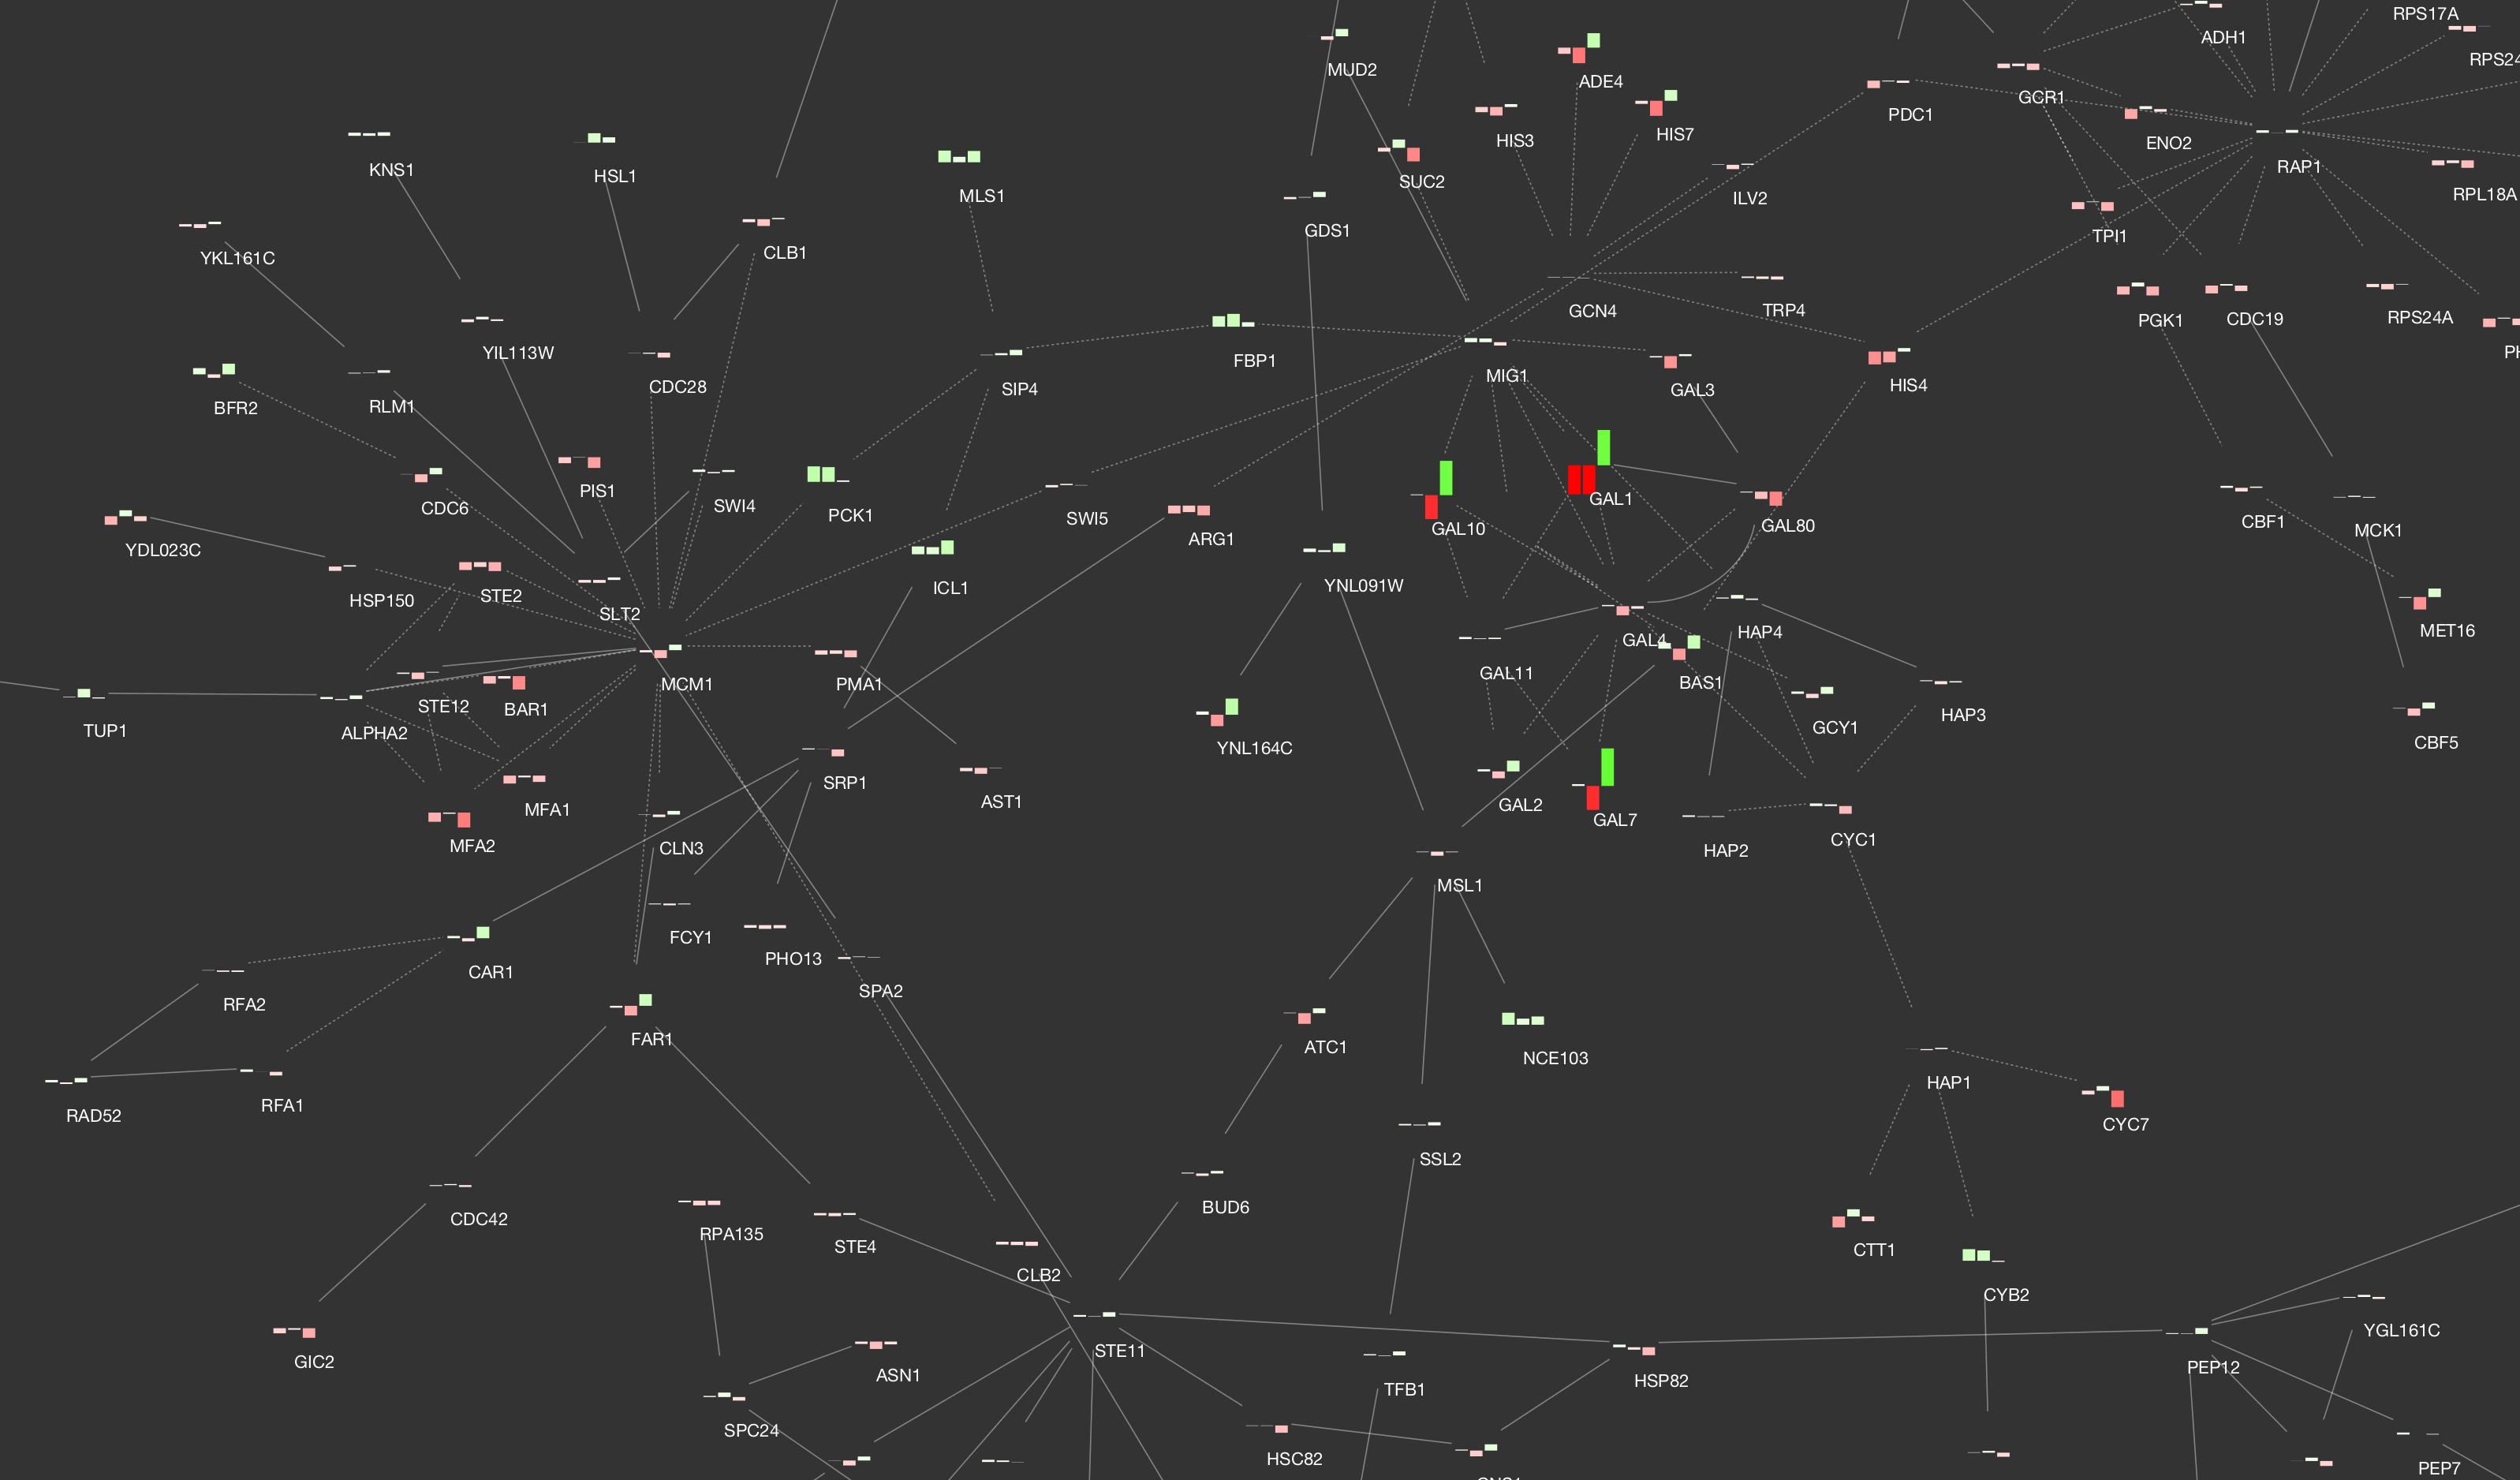 RPS17A
ADH1
RPS24
MUD2
ADE4
GCR1
PDC1
HIS7
HIS3
ENO2
RAP1
KNS1
HSL1
SUC2
MLS1
ILV2
RPL18A
GDS1
TPI1
CLB1
YKL161C
GCN4
TRP4
PGK1
CDC19
RPS24A
YIL113W
FBP1
CDC28
SIP4
MIG1
GAL3
HIS4
BFR2
RLM1
PIS1
GAL1
CDC6
SWI4
PCK1
SWI5
GAL10
GAL80
CBF1
MCK1
YDL023C
ARG1
HSP150
STE2
SLT2
ICL1
YNL091W
GAL4
HAP4
MET16
MCM1
PMA1
GAL11
BAS1
STE12
BAR1
TUP1
ALPHA2
HAP3
GCY1
CBF5
YNL164C
SRP1
AST1
MFA1
GAL2
GAL7
MFA2
CLN3
HAP2
CYC1
MSL1
FCY1
PHO13
CAR1
SPA2
RFA2
FAR1
ATC1
NCE103
HAP1
RAD52
RFA1
CYC7
SSL2
CDC42
BUD6
RPA135
STE4
CTT1
CLB2
CYB2
YGL161C
GIC2
STE11
PEP12
ASN1
HSP82
TFB1
SPC24
HSC82
PEP7